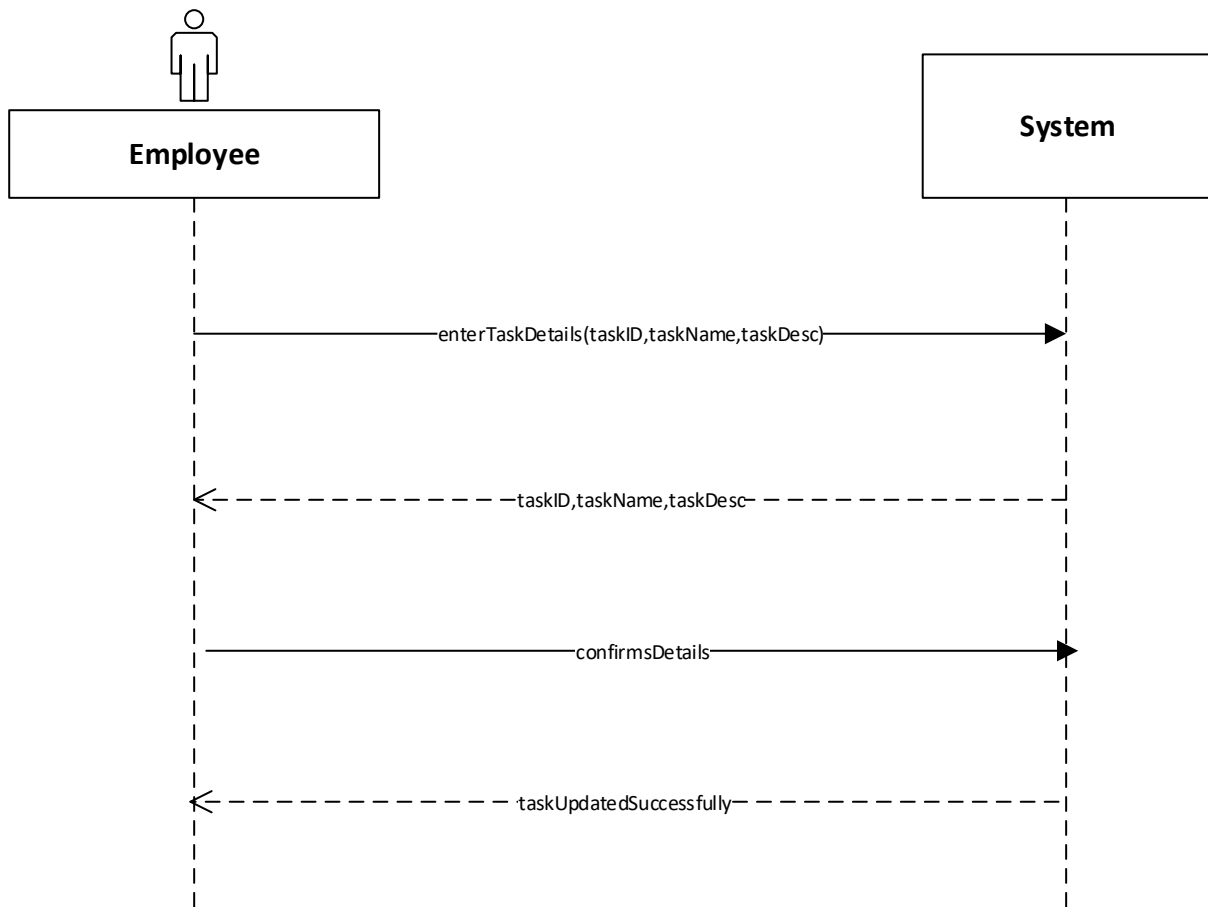 Employee
System
enterTaskDetails(taskID,taskName,taskDesc)
taskID,taskName,taskDesc
confirmsDetails
taskUpdatedSuccessfully